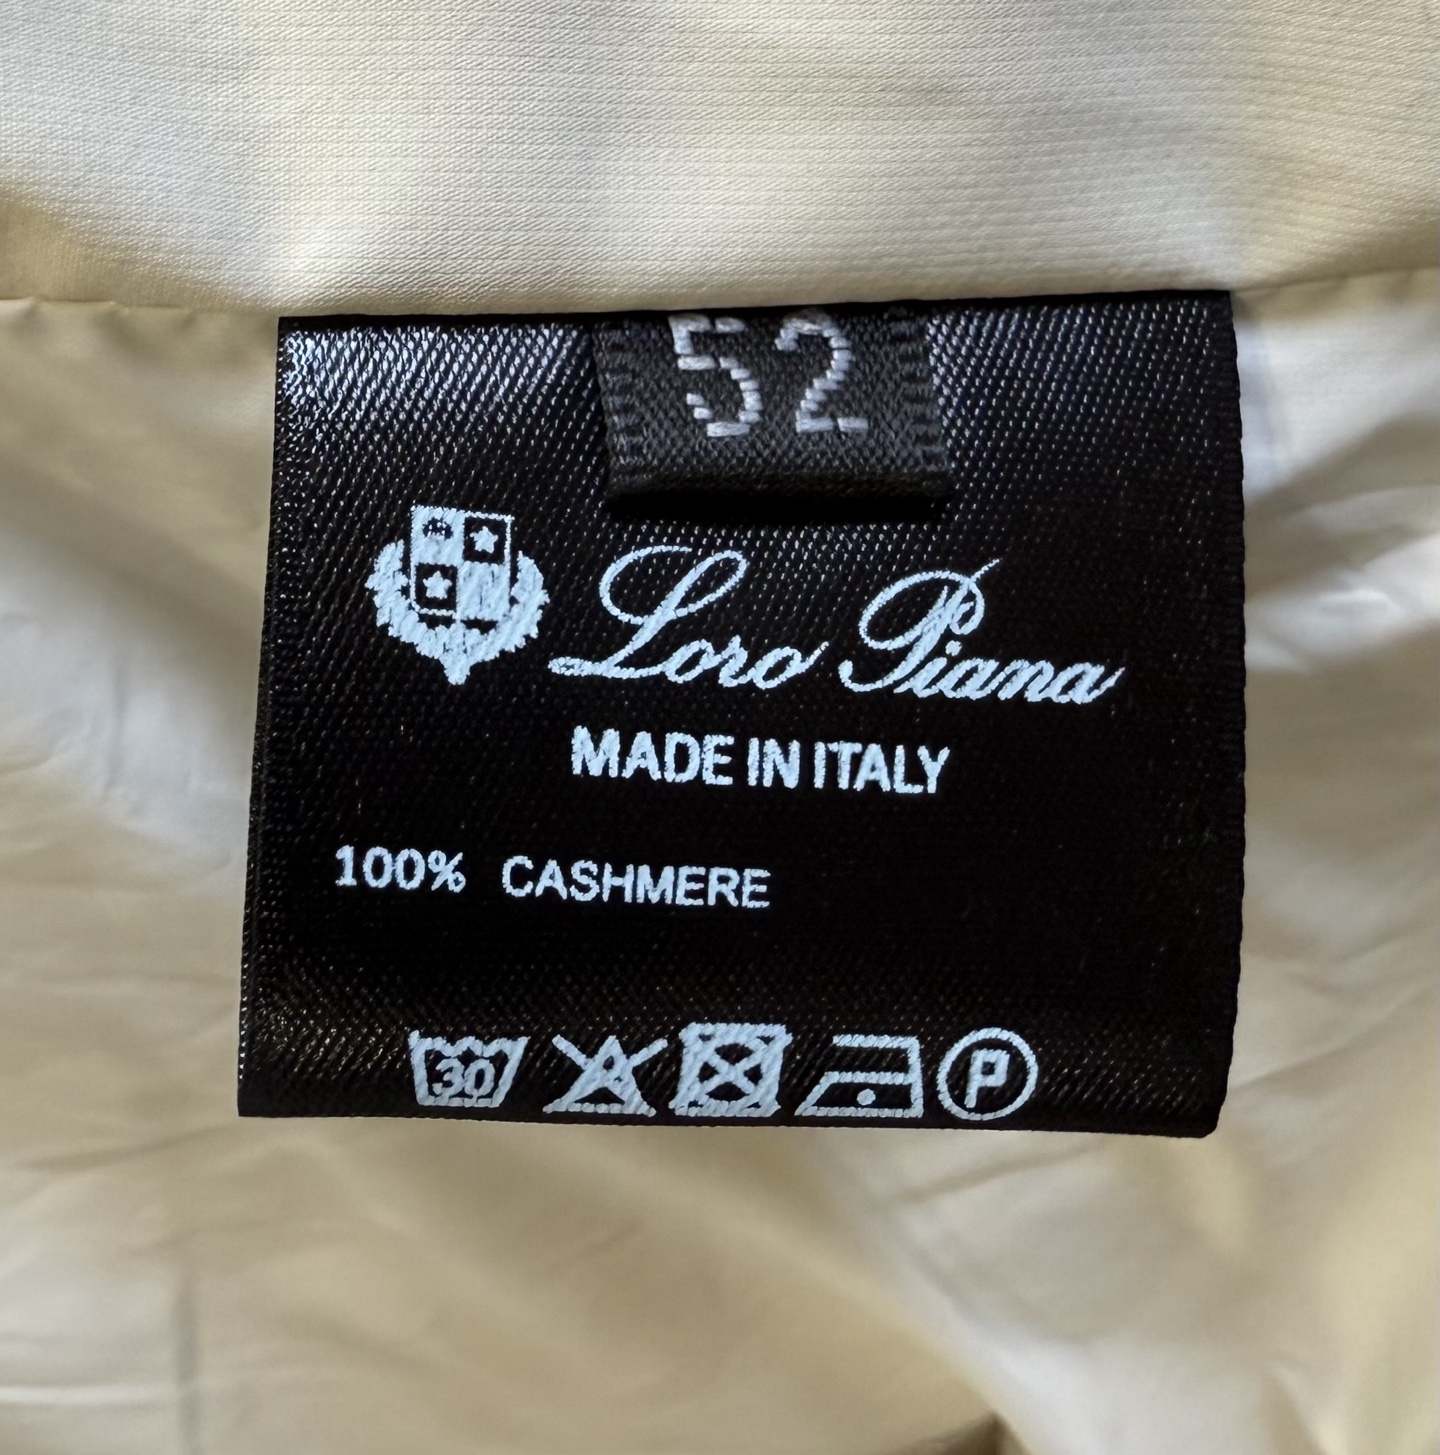 52
Loro Piana
MADE IN ITALY
100% CASHMERE
30 P